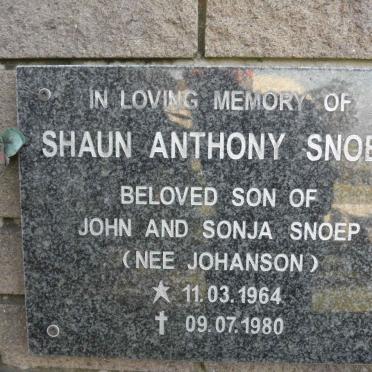 IN LOVING MEMORY OF
SHAUN ANTHONY SNOE
BELOVED SON OF
JOHN AND SONJA SNOEP
(NEE JOHANSON)
11.03.1964
09.07.1980